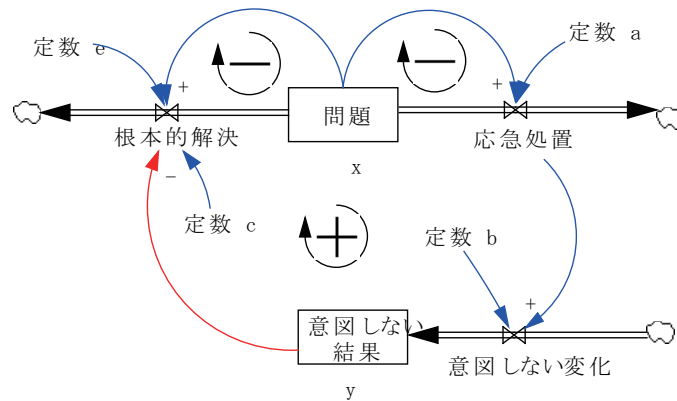 定数 e
定数 a
+
+
問題
根本的解決
応急処置
x
−
定数 c
定数 b
+
意図しない
結果
意図しない変化
y